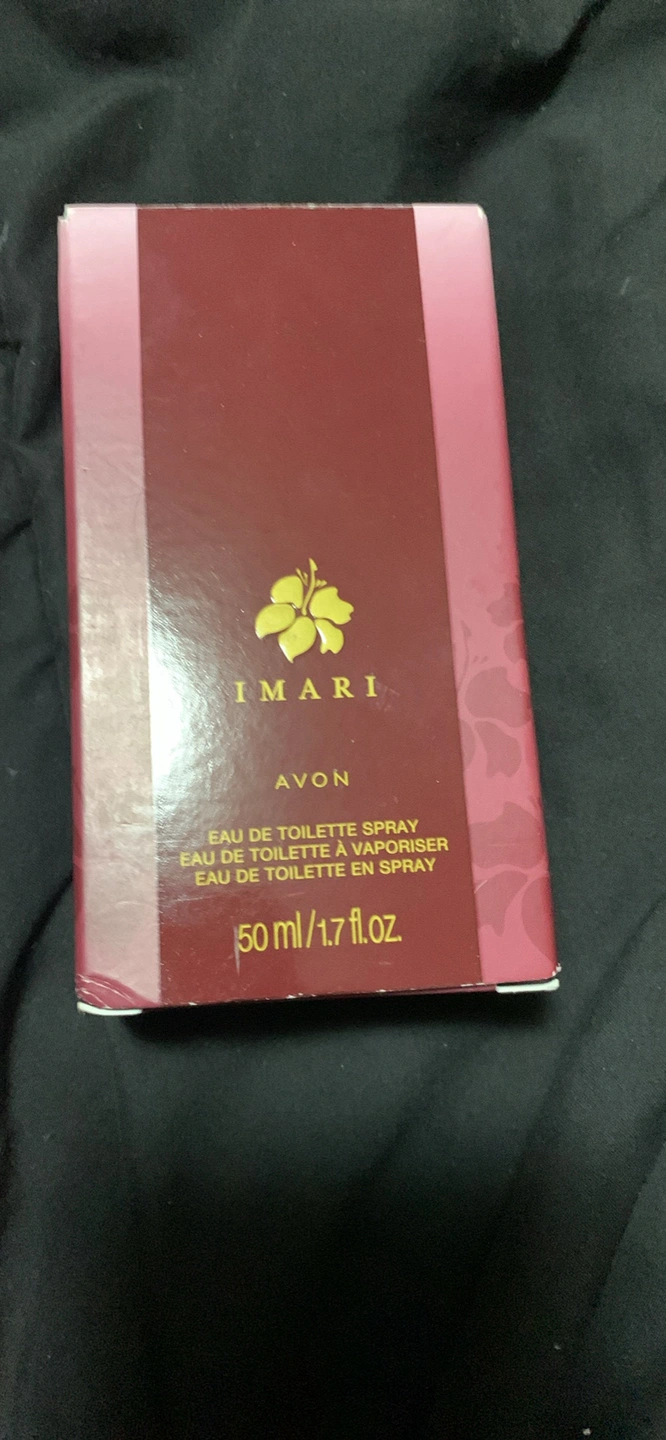 IMARI
AVON
EAU DE TOILETTE SPRAY
EAU DE TOILETTE À VAPORISER
EAU DE TOILETTE EN SPRAY
50 ml/1.7 fl.oz.